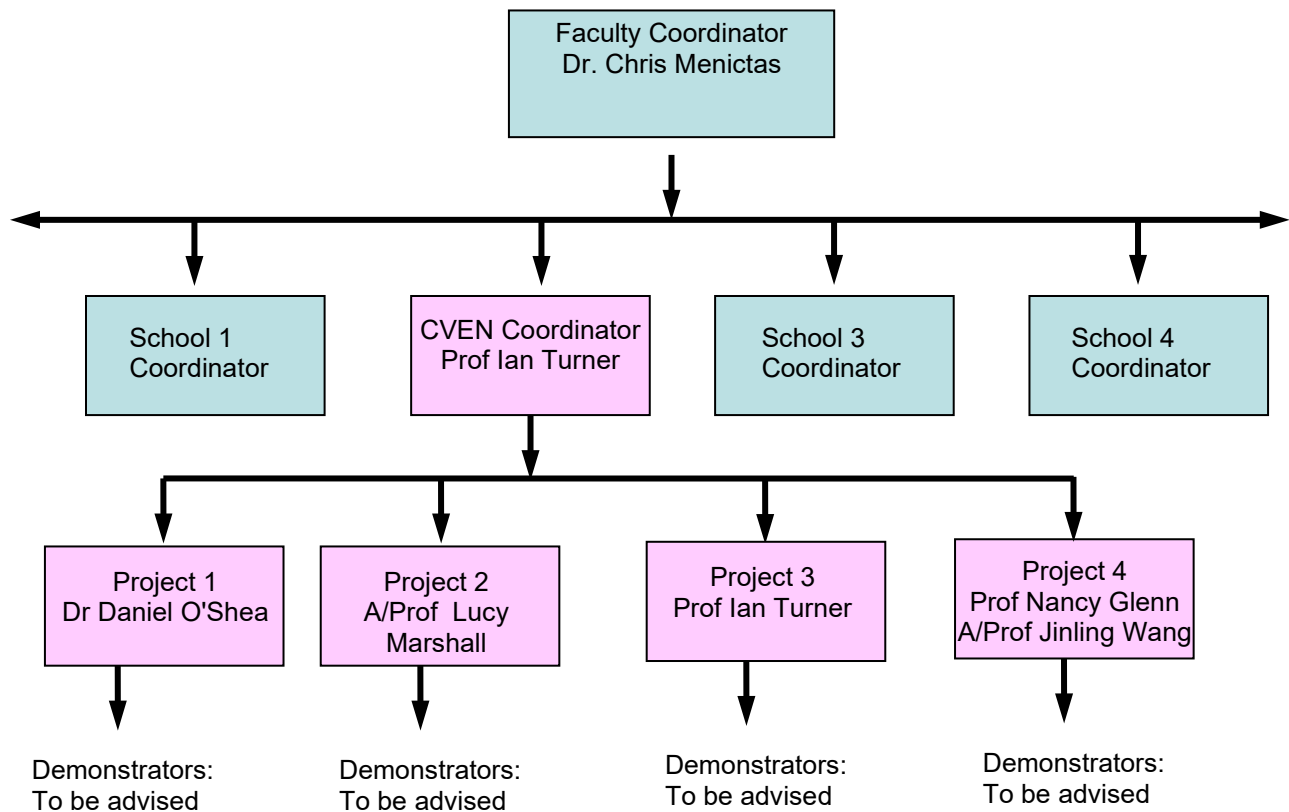 Faculty Coordinator
Dr. Chris Menictas
School 1
Coordinator
CVEN Coordinator
Prof Ian Turner
School 3
Coordinator
School 4
Coordinator
Project 1
Dr Daniel O'Shea
Project 2
A/Prof  Lucy
Marshall
Project 3
Prof Ian Turner
Project 4
Prof Nancy Glenn
A/Prof Jinling Wang
Demonstrators:
To be advised
Demonstrators:
To be advised
Demonstrators:
To be advised
Demonstrators:
To be advised